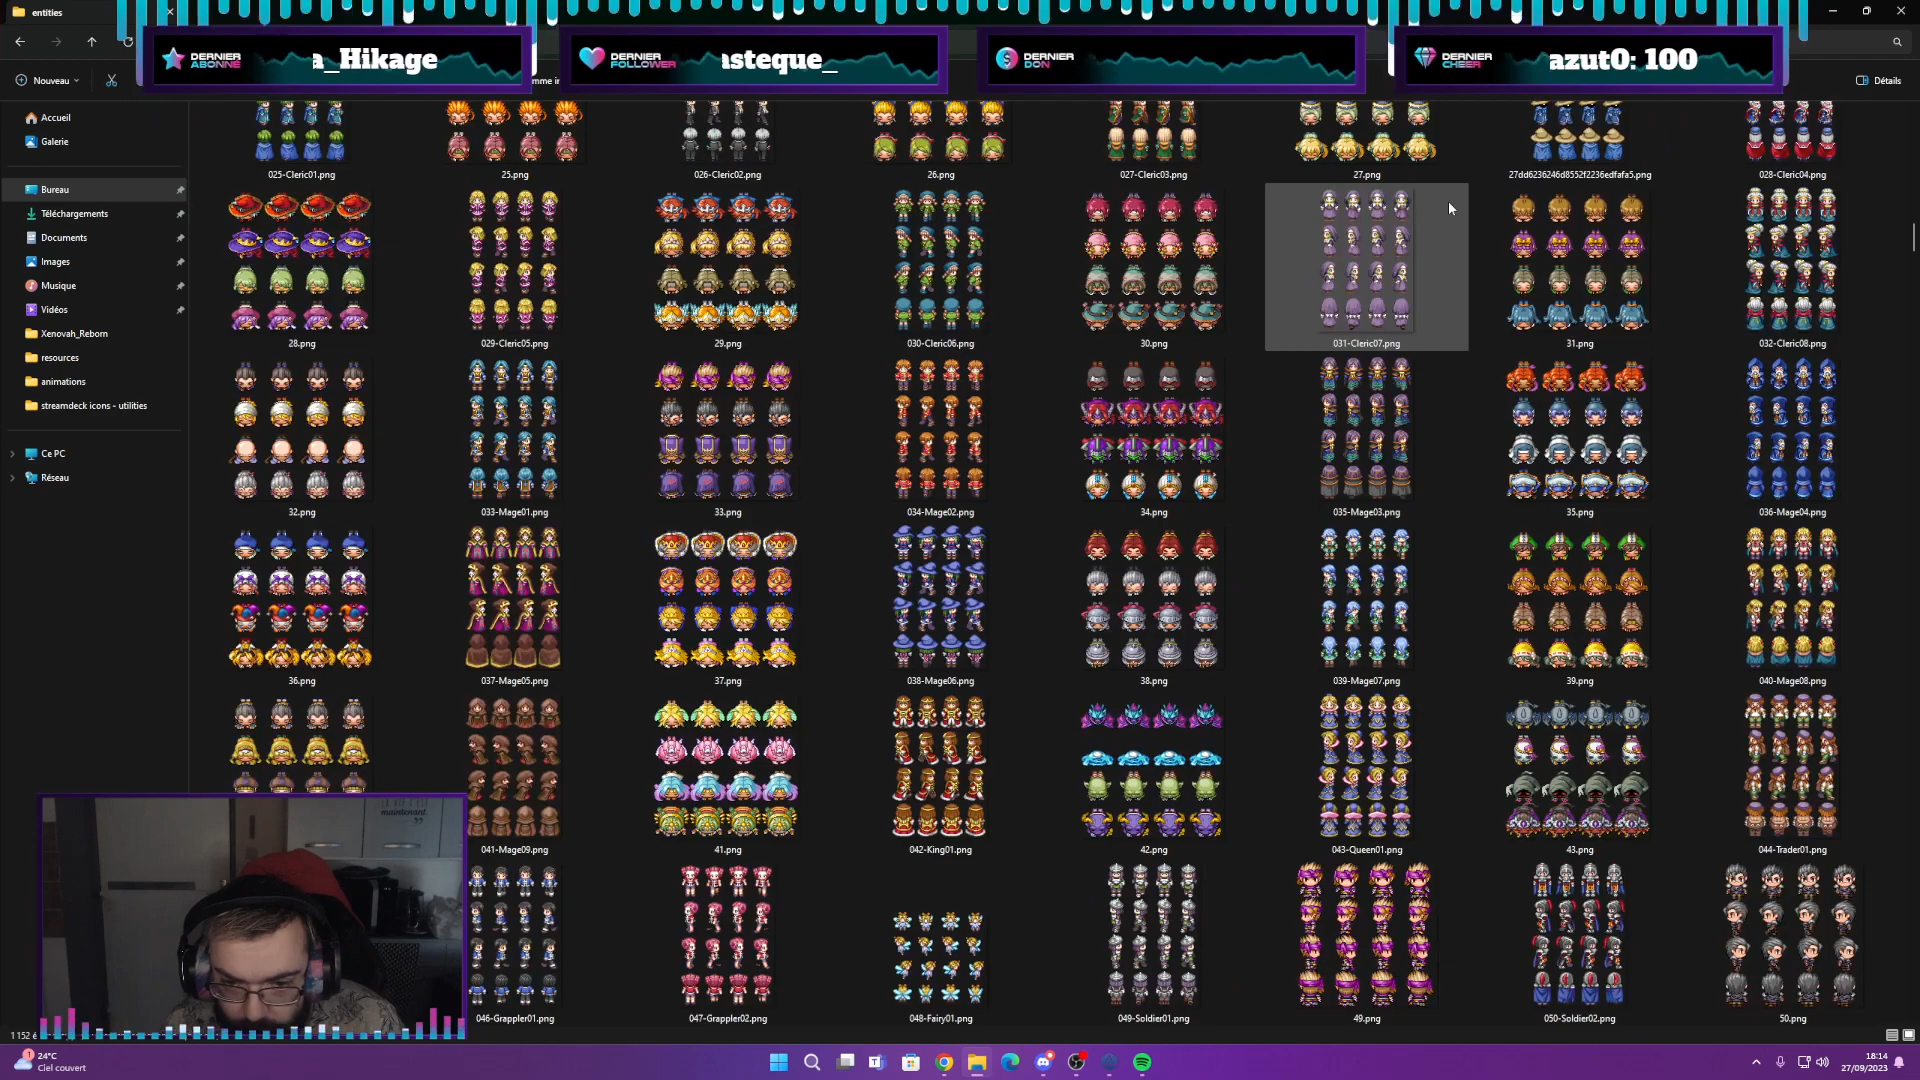 entities
DERNIER
ABONNÉ
a_Hikage
DERNIER
FOLLOWER
asteque_
DERNIER
DON
DERNIER
CHEER
azut0: 100
Nouveau
Détails
Accueil
Galerie
Bureau
Téléchargements
Documents
Images
Musique
Vidéos
Xenovah_Reborn
resources
animations
streamdeck icons - utilities
Ce PC
Réseau
025-Cleric01.png
25.png
026-Cleric02.png
26.png
027-Cleric03.png
27.png
27dd6236246d8552f2236edfafa5.png
028-Cleric04.png
28.png
029-Cleric05.png
29.png
030-Cleric06.png
30.png
031-Cleric07.png
31.png
032-Cleric08.png
32.png
033-Mage01.png
33.png
034-Mage02.png
34.png
035-Mage03.png
35.png
036-Mage04.png
36.png
037-Mage05.png
37.png
038-Mage06.png
38.png
039-Mage07.png
39.png
040-Mage08.png
041-Mage09.png
41.png
042-King01.png
42.png
043-Queen01.png
43.png
044-Trader01.png
046-Grappler01.png
047-Grappler02.png
048-Fairy01.png
049-Soldier01.png
49.png
050-Soldier02.png
50.png
LA VIE C'EST
maintenant.
1 152 é
24°C
Ciel couvert
18:14
27/09/2023